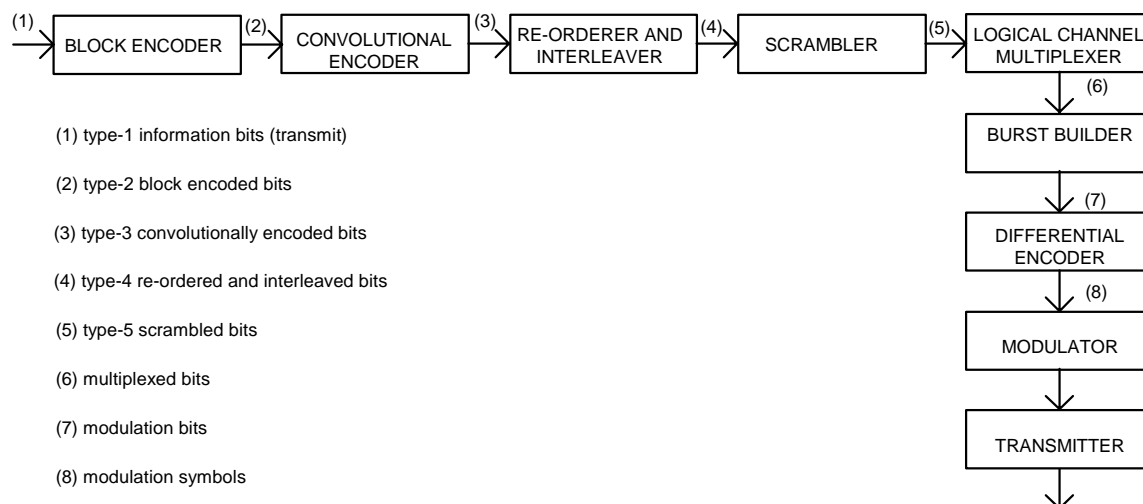 (1)
BLOCK ENCODER
(2)
CONVOLUTIONAL
ENCODER
(3)
RE-ORDERER AND
INTERLEAVER
(4)
SCRAMBLER
(5)
LOGICAL CHANNEL
MULTIPLEXER
(6)
BURST BUILDER
(7)
DIFFERENTIAL
ENCODER
(8)
MODULATOR
TRANSMITTER
(1) type-1 information bits (transmit)
(2) type-2 block encoded bits
(3) type-3 convolutionally encoded bits
(4) type-4 re-ordered and interleaved bits
(5) type-5 scrambled bits
(6) multiplexed bits
(7) modulation bits
(8) modulation symbols